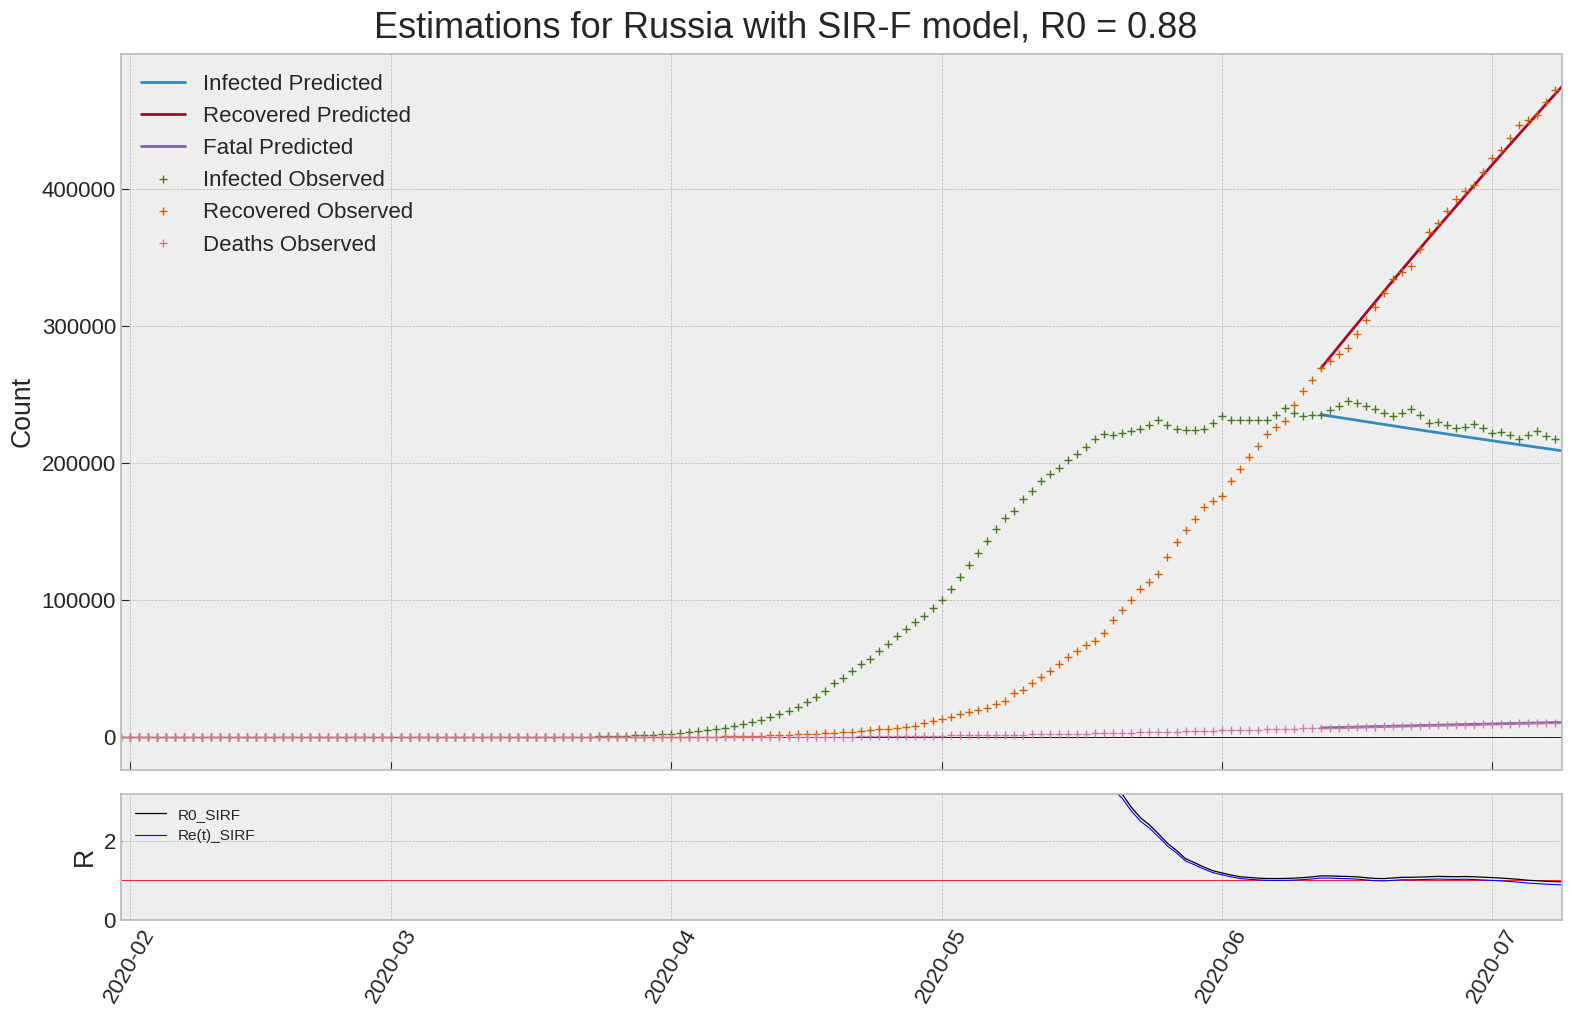 Estimations for Russia with SIR-F model, R0 = 0.88
Infected Predicted
Recovered Predicted
Fatal Predicted
Infected Observed
Recovered Observed
Deaths Observed
Count
400000
300000
200000
100000
0
R0_SIRF
Re(t)_SIRF
R
2
0
2020-02
2020-03
2020-04
2020-05
2020-06
2020-07